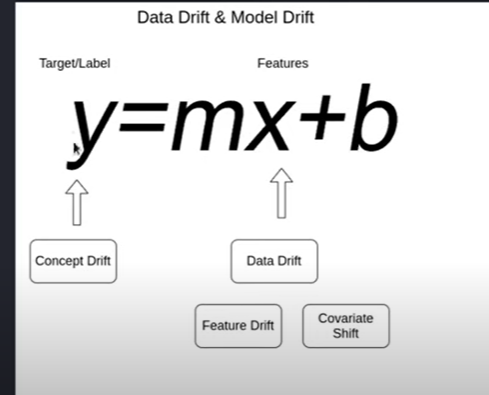 Data Drift & Model Drift
Target/Label
Features
y=mx+b
Concept Drift
Data Drift
Feature Drift
Covariate
Shift